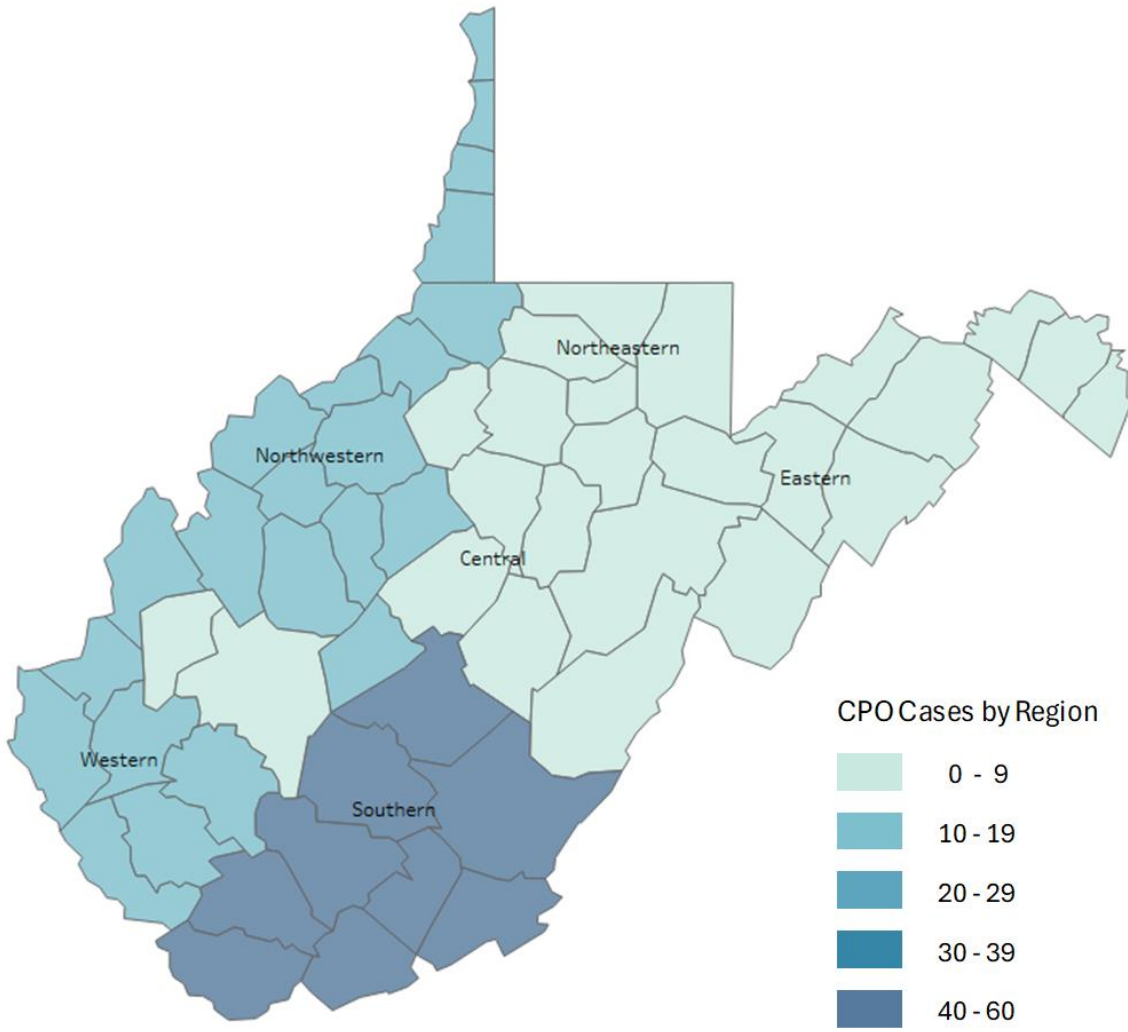 Northeastern
Northwestern
Eastern
Central
Western
Southern
CPO Cases by Region
0 - 9
10 - 19
20 - 29
30 - 39
40 - 60